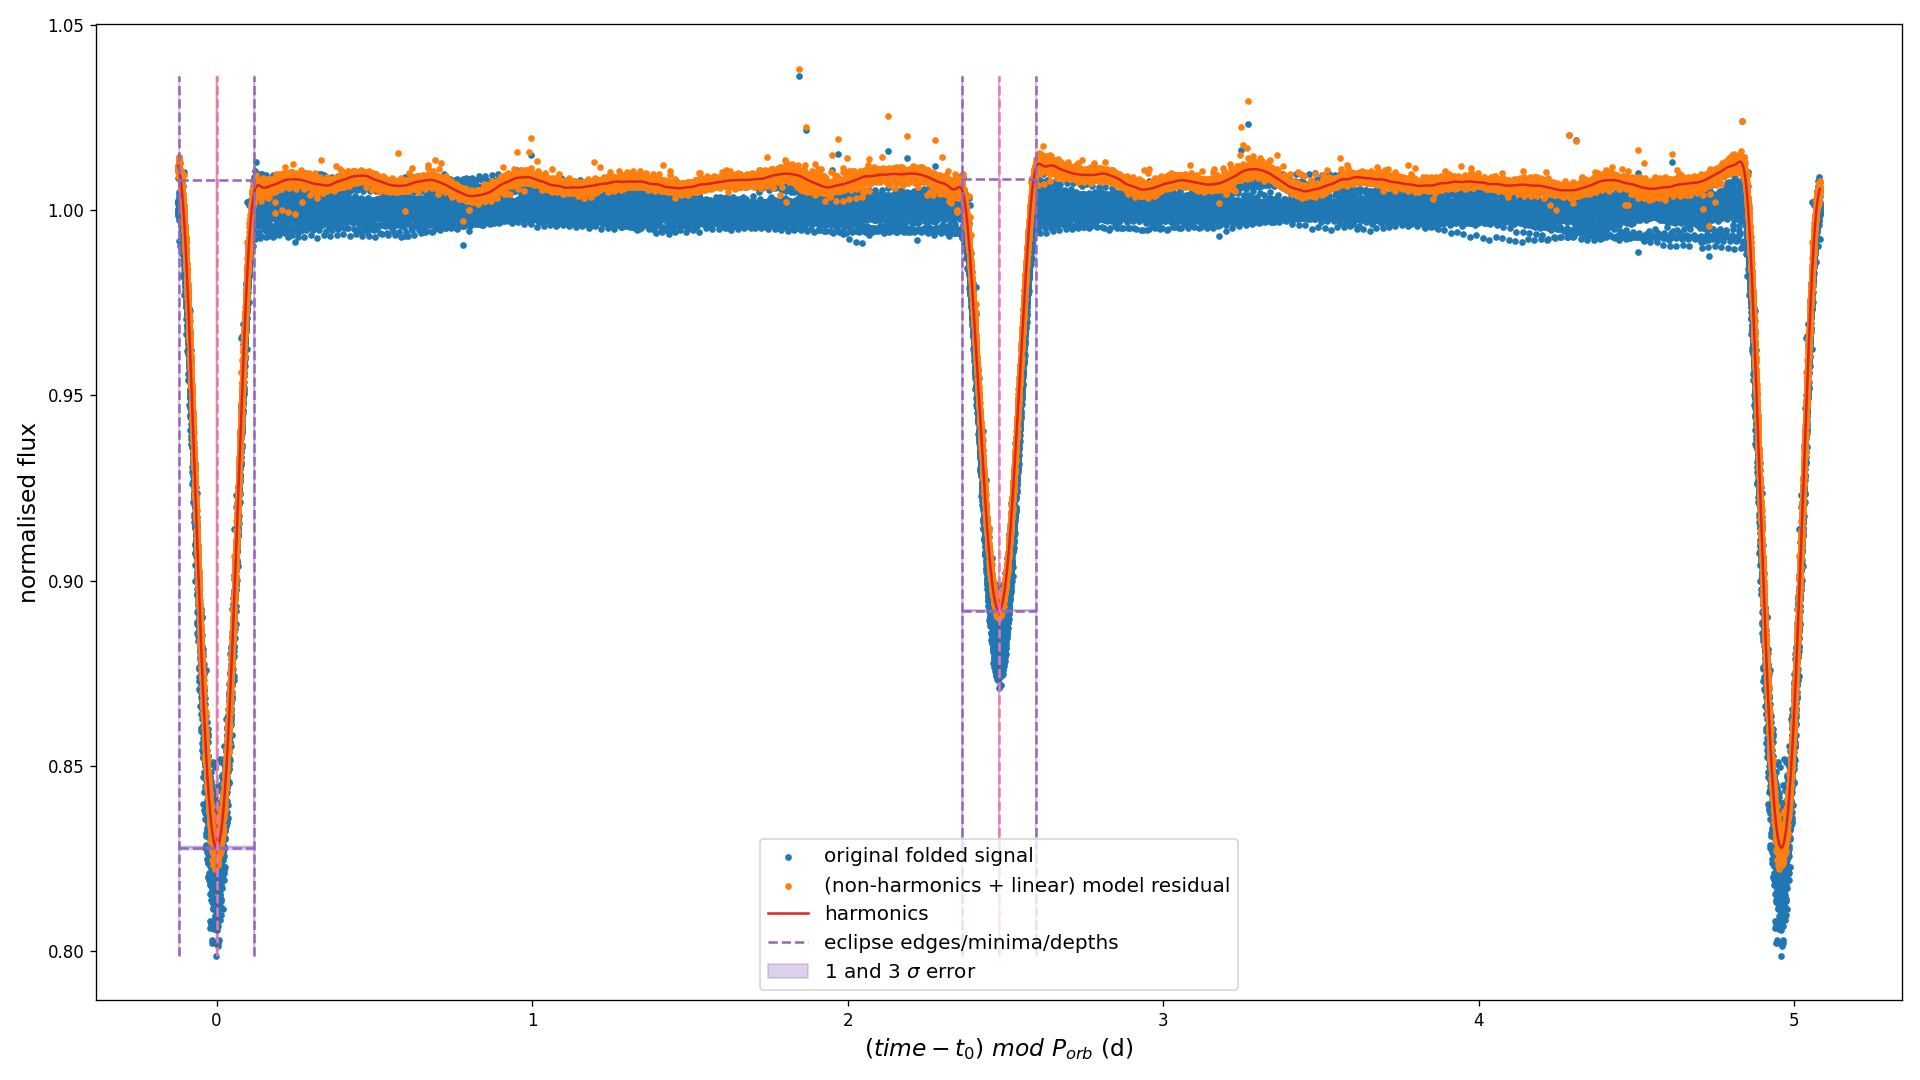 1.05
1.00
0.95
0.90
0.85
0.80
normalised flux
original folded signal
(non-harmonics + linear) model residual
harmonics
eclipse edges/minima/depths
1 and 3 σ error
0 1 2 3 4 5
(time − t₀) mod Pₒᵣb (d)